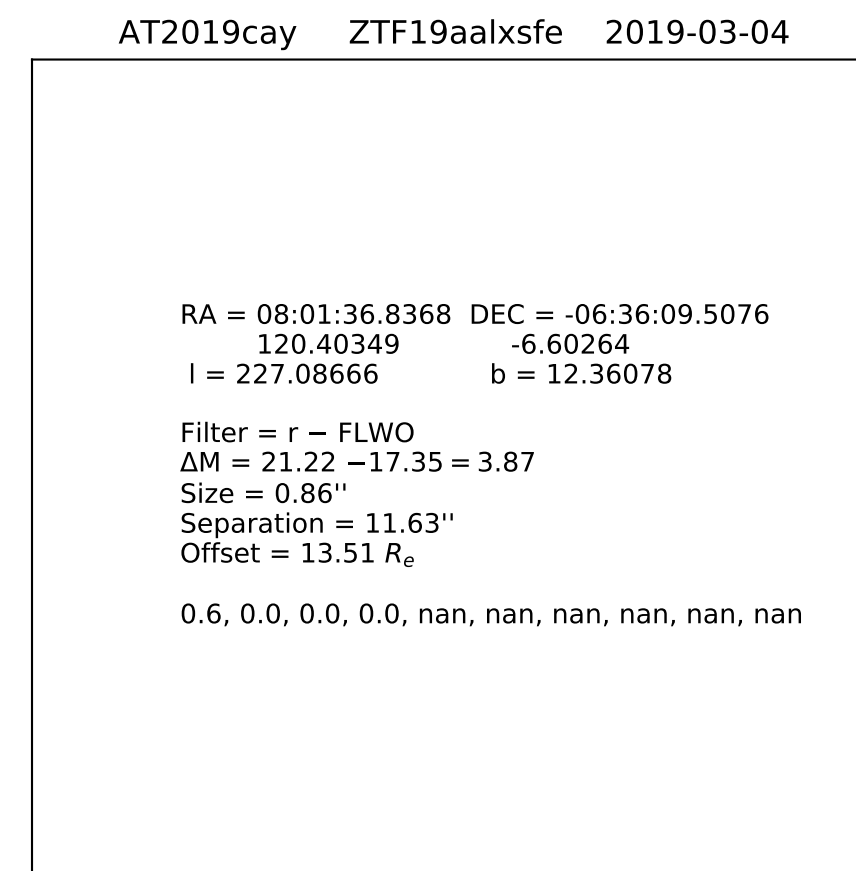 AT2019cay ZTF19aalxsfe 2019-03-04
RA = 08:01:36.8368 DEC = -06:36:09.5076
120.40349 -6.60264
l = 227.08666 b = 12.36078
Filter = r − FLWO
ΔM = 21.22 −17.35 = 3.87
Size = 0.86''
Separation = 11.63''
Offset = 13.51 Rₑ
0.6, 0.0, 0.0, 0.0, nan, nan, nan, nan, nan, nan